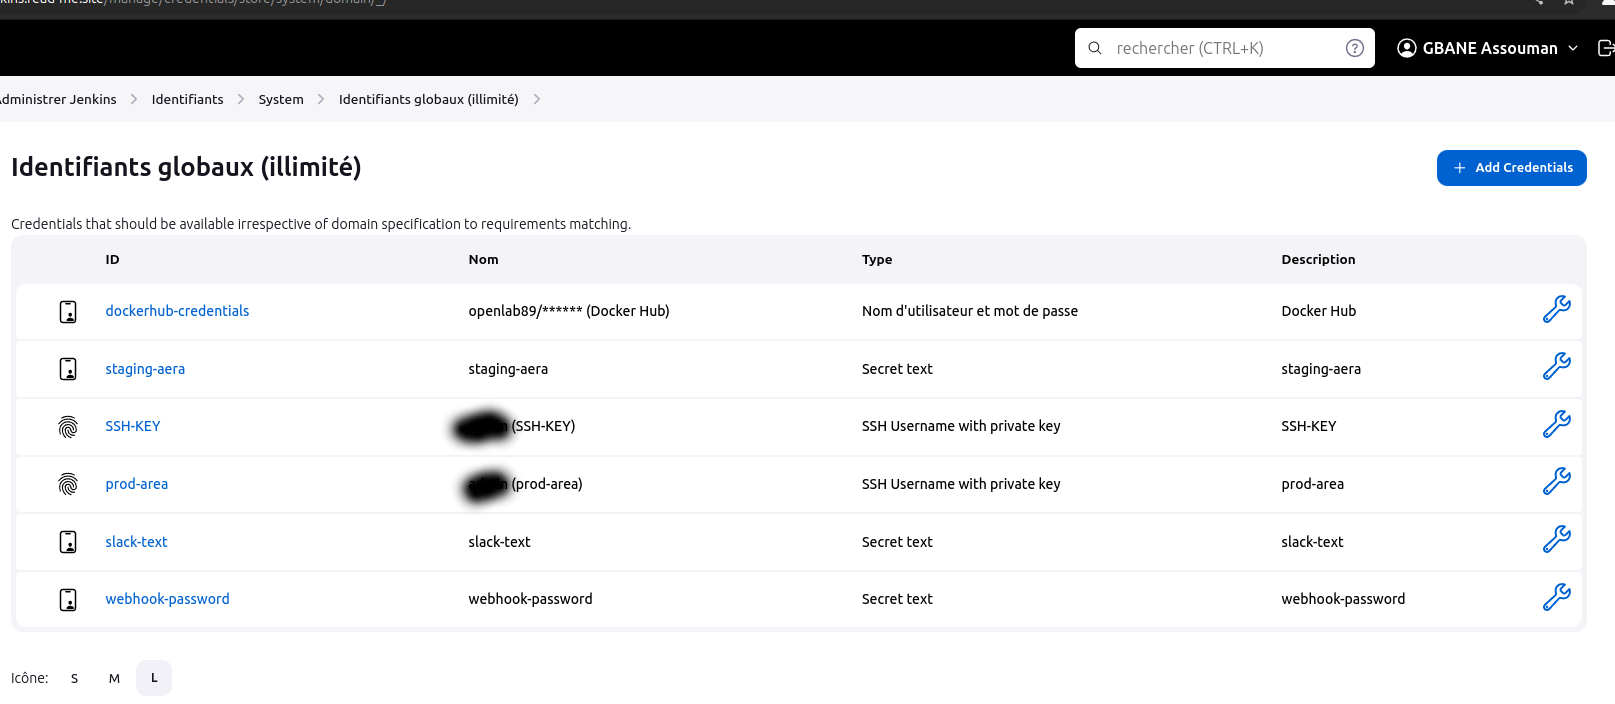 rechercher (CTRL+K)
GBANE Assouman
Administrer Jenkins
Identifiants
System
Identifiants globaux (illimité)
Identifiants globaux (illimité)
Add Credentials
Credentials that should be available irrespective of domain specification to requirements matching.
ID Nom Type Description
dockerhub-credentials openlab89/****** (Docker Hub) Nom d'utilisateur et mot de passe Docker Hub
staging-aera staging-aera Secret text staging-aera
SSH-KEY (SSH-KEY) SSH Username with private key SSH-KEY
prod-area (prod-area) SSH Username with private key prod-area
slack-text slack-text Secret text slack-text
webhook-password webhook-password Secret text webhook-password
Icône: S M L